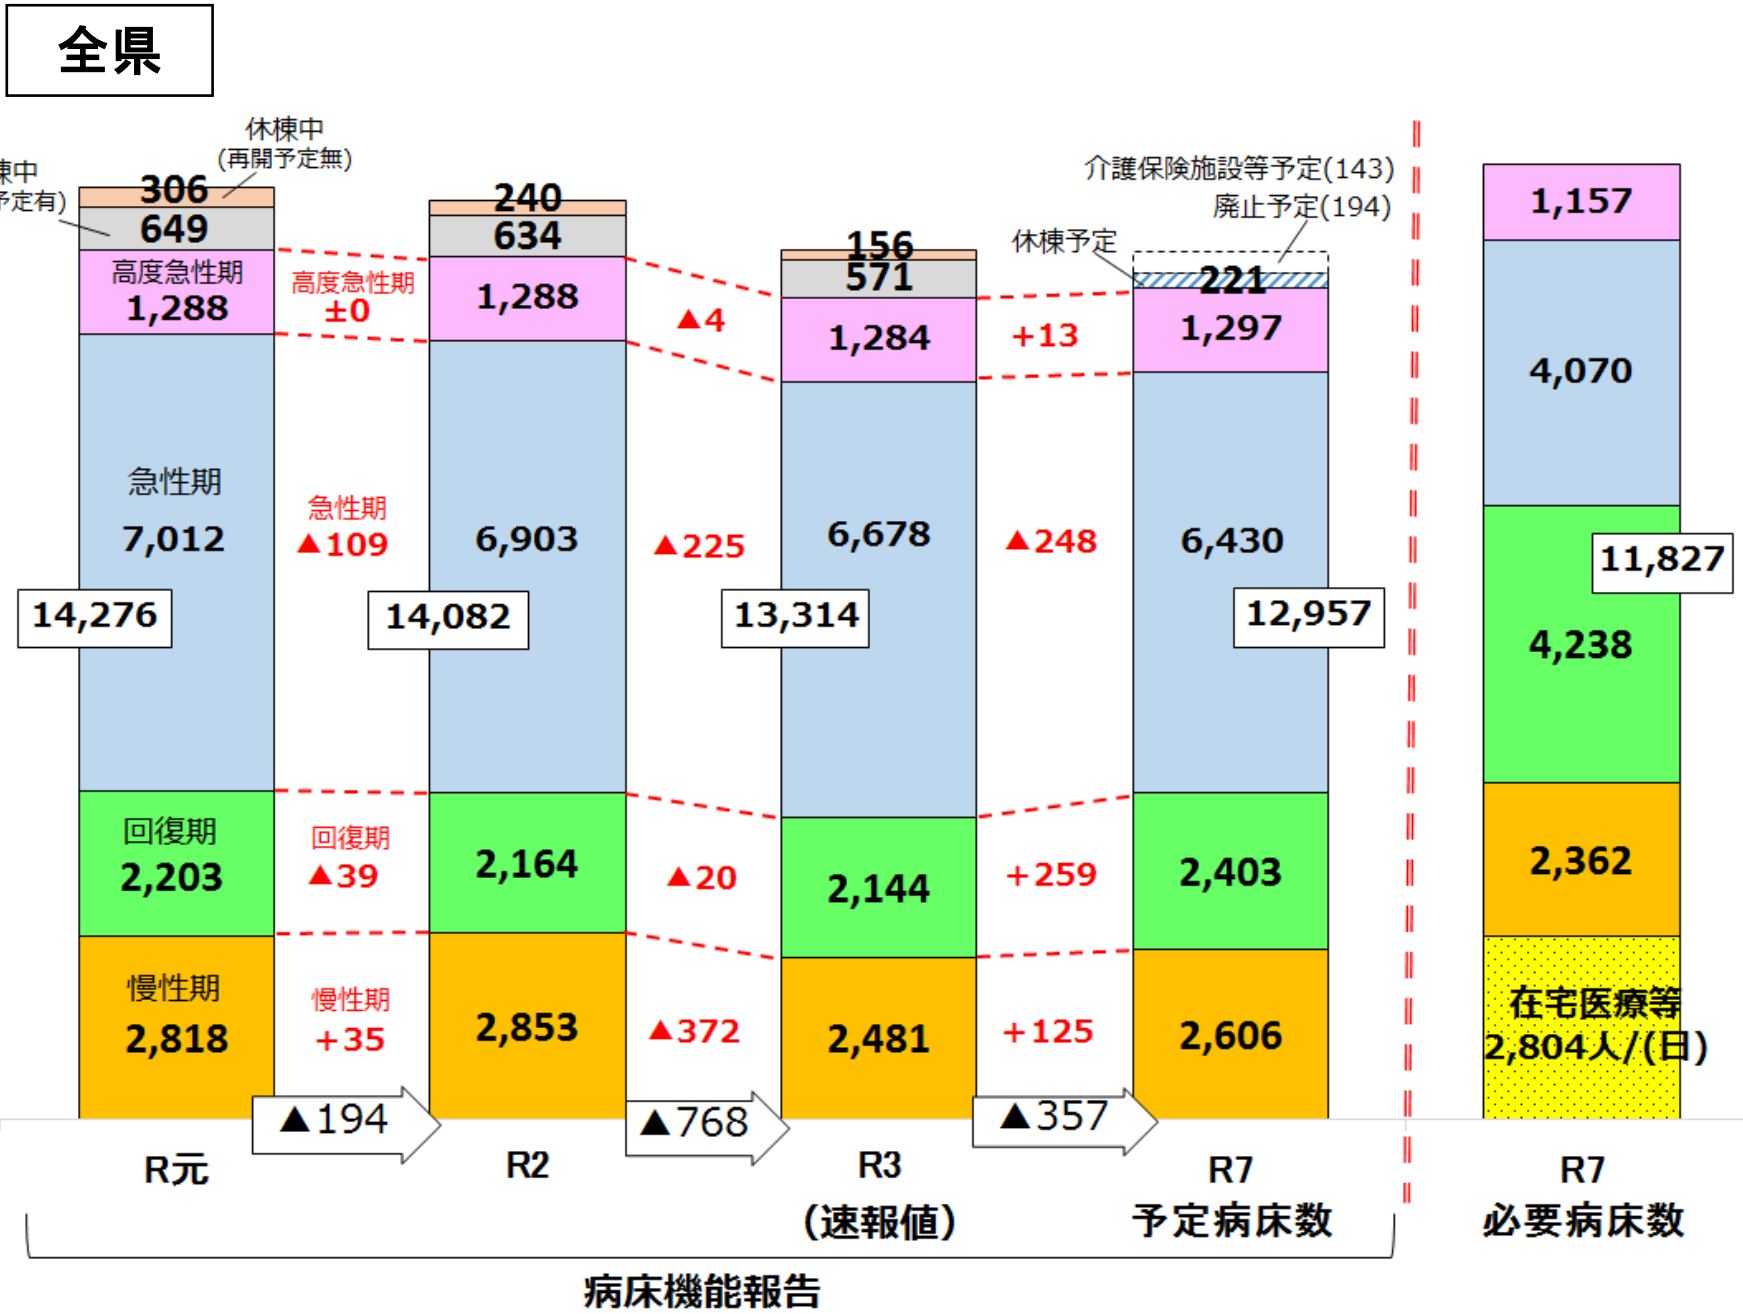 全県
休棟中
(再開予定無)
棟中
予定有)
306
649
高度急性期
1,288
急性期
7,012
14,276
回復期
2,203
慢性期
2,818
高度急性期
±0
急性期
▲109
回復期
▲39
慢性期
+35
▲194
240
634
1,288
6,903
14,082
2,164
2,853
▲4
▲225
▲20
▲372
▲768
156
571
1,284
6,678
13,314
2,144
2,481
+13
▲248
+259
+125
▲357
介護保険施設等予定(143)
廃止予定(194)
休棟予定
221
1,297
6,430
12,957
2,403
2,606
1,157
4,070
11,827
4,238
2,362
在宅医療等
2,804人/(日)
R元
R2
R3
(速報値)
R7
予定病床数
R7
必要病床数
病床機能報告